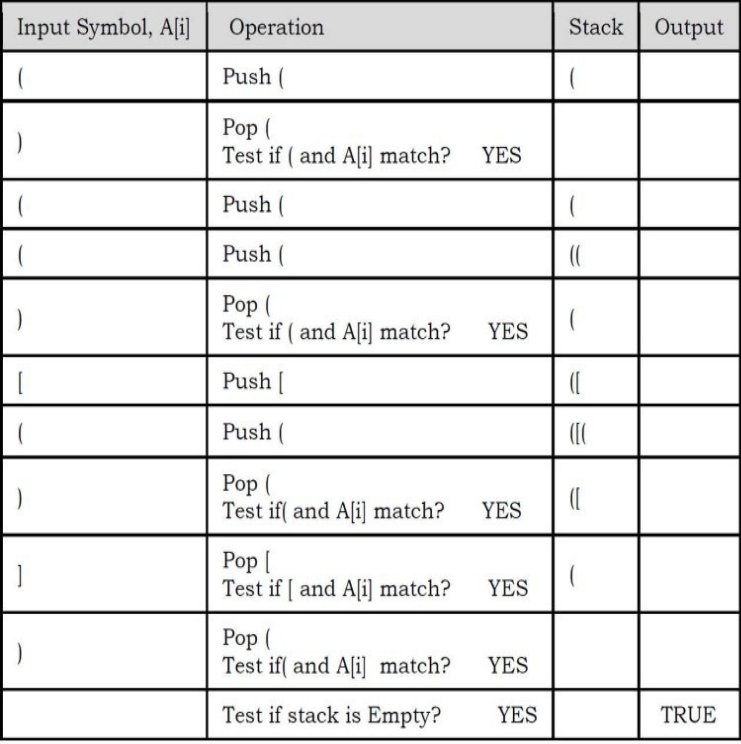 Input Symbol, A[i] Operation Stack Output
( Push ( (
) Pop (
Test if ( and A[i] match? YES
( Push ( (
( Push ( ((
) Pop ( (
Test if ( and A[i] match? YES
[ Push [ ([
( Push ( ([(
) Pop ( ([
Test if( and A[i] match? YES
] Pop [ (
Test if [ and A[i] match? YES
) Pop (
Test if( and A[i] match? YES
Test if stack is Empty? YES TRUE